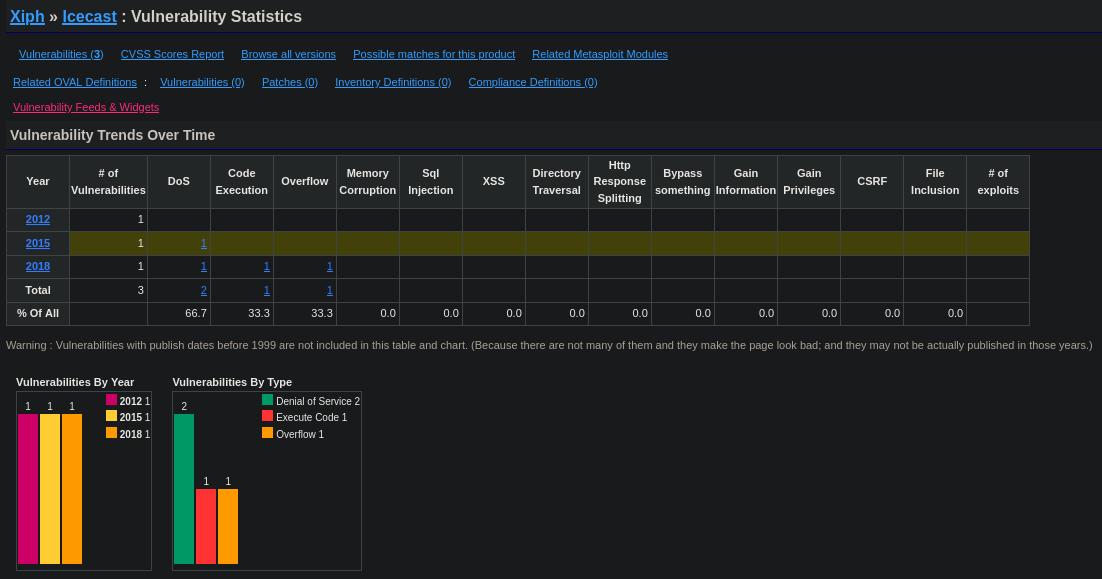 Xiph » Icecast : Vulnerability Statistics
Vulnerabilities (3) CVSS Scores Report Browse all versions Possible matches for this product Related Metasploit Modules
Related OVAL Definitions : Vulnerabilities (0) Patches (0) Inventory Definitions (0) Compliance Definitions (0)
Vulnerability Feeds & Widgets
Vulnerability Trends Over Time
Year # of Vulnerabilities DoS Code Execution Overflow Memory Corruption Sql Injection XSS Directory Traversal Http Response Splitting Bypass something Gain Information Gain Privileges CSRF File Inclusion # of exploits
2012 1
2015 1 1
2018 1 1 1 1
Total 3 2 1 1
% Of All 66.7 33.3 33.3 0.0 0.0 0.0 0.0 0.0 0.0 0.0 0.0 0.0 0.0
Warning : Vulnerabilities with publish dates before 1999 are not included in this table and chart. (Because there are not many of them and they make the page look bad; and they may not be actually published in those years.)
Vulnerabilities By Year
1 1 1
2012 1
2015 1
2018 1
Vulnerabilities By Type
2
1 1
Denial of Service 2
Execute Code 1
Overflow 1